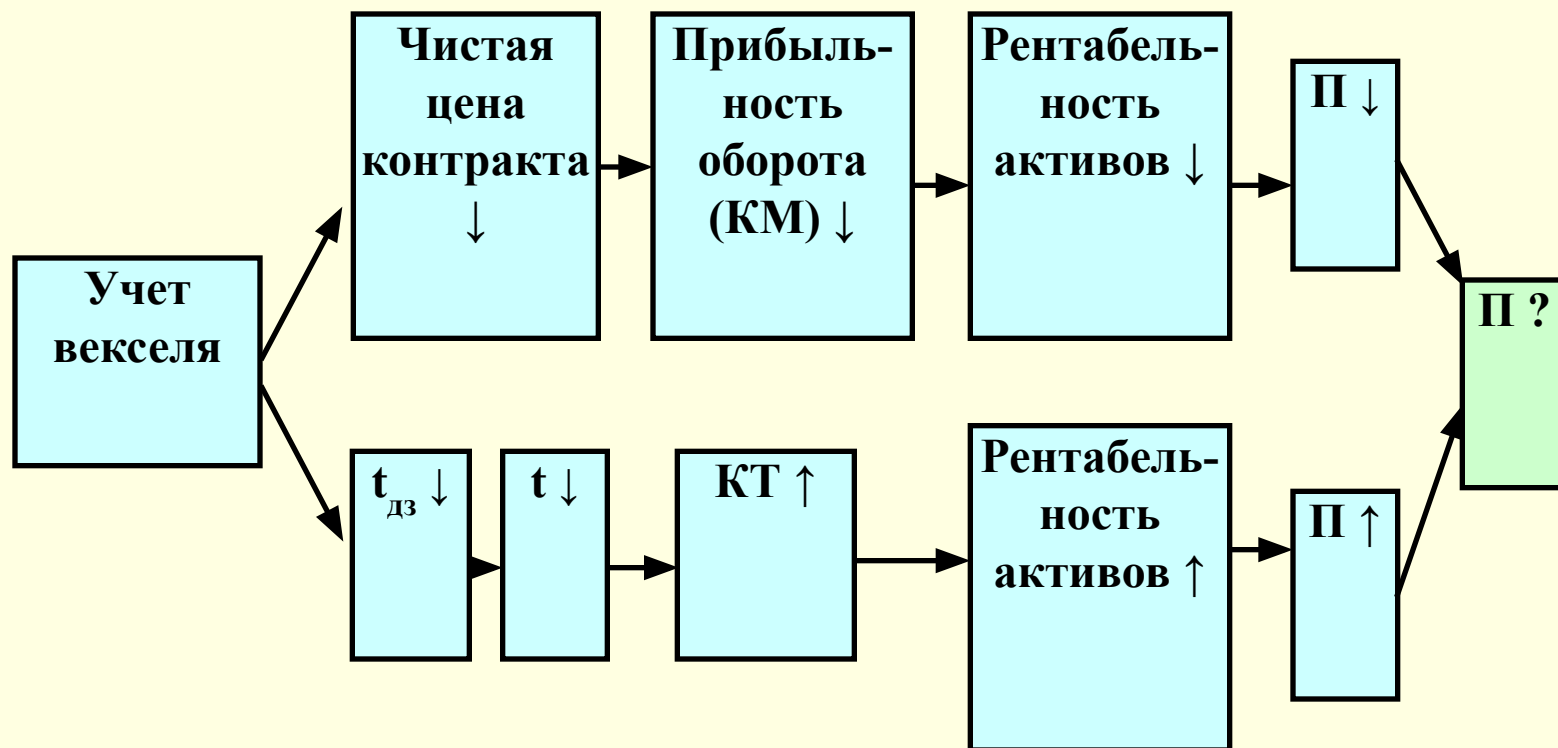 Учет
векселя
Чистая
цена
контракта
↓
Прибыль-
ность
оборота
(КМ) ↓
Рентабель-
ность
активов ↓
П ↓
tдз ↓
t ↓
КТ ↑
Рентабель-
ность
активов ↑
П ↑
П ?